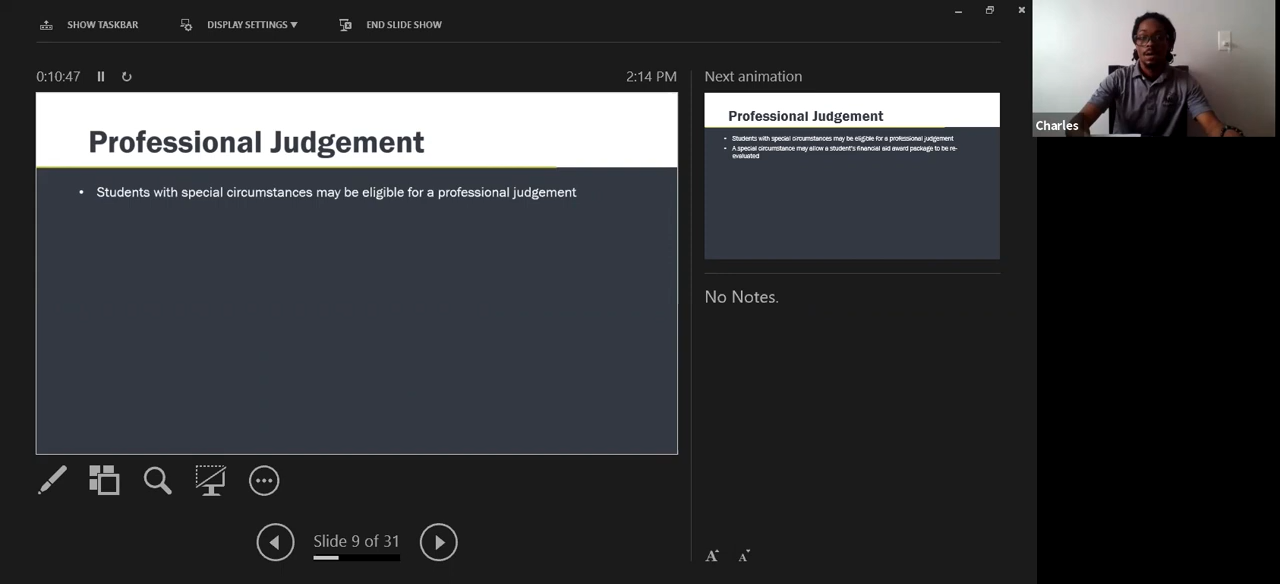 SHOW TASKBAR
DISPLAY SETTINGS ▼
END SLIDE SHOW
0:10:47
2:14 PM
Professional Judgement
• Students with special circumstances may be eligible for a professional judgement
Slide 9 of 31
Next animation
Professional Judgement
• Students with special circumstances may be eligible for a professional judgement
• A special circumstance may allow a student's financial aid award package to be re-
evaluated
No Notes.
A
A
Charles